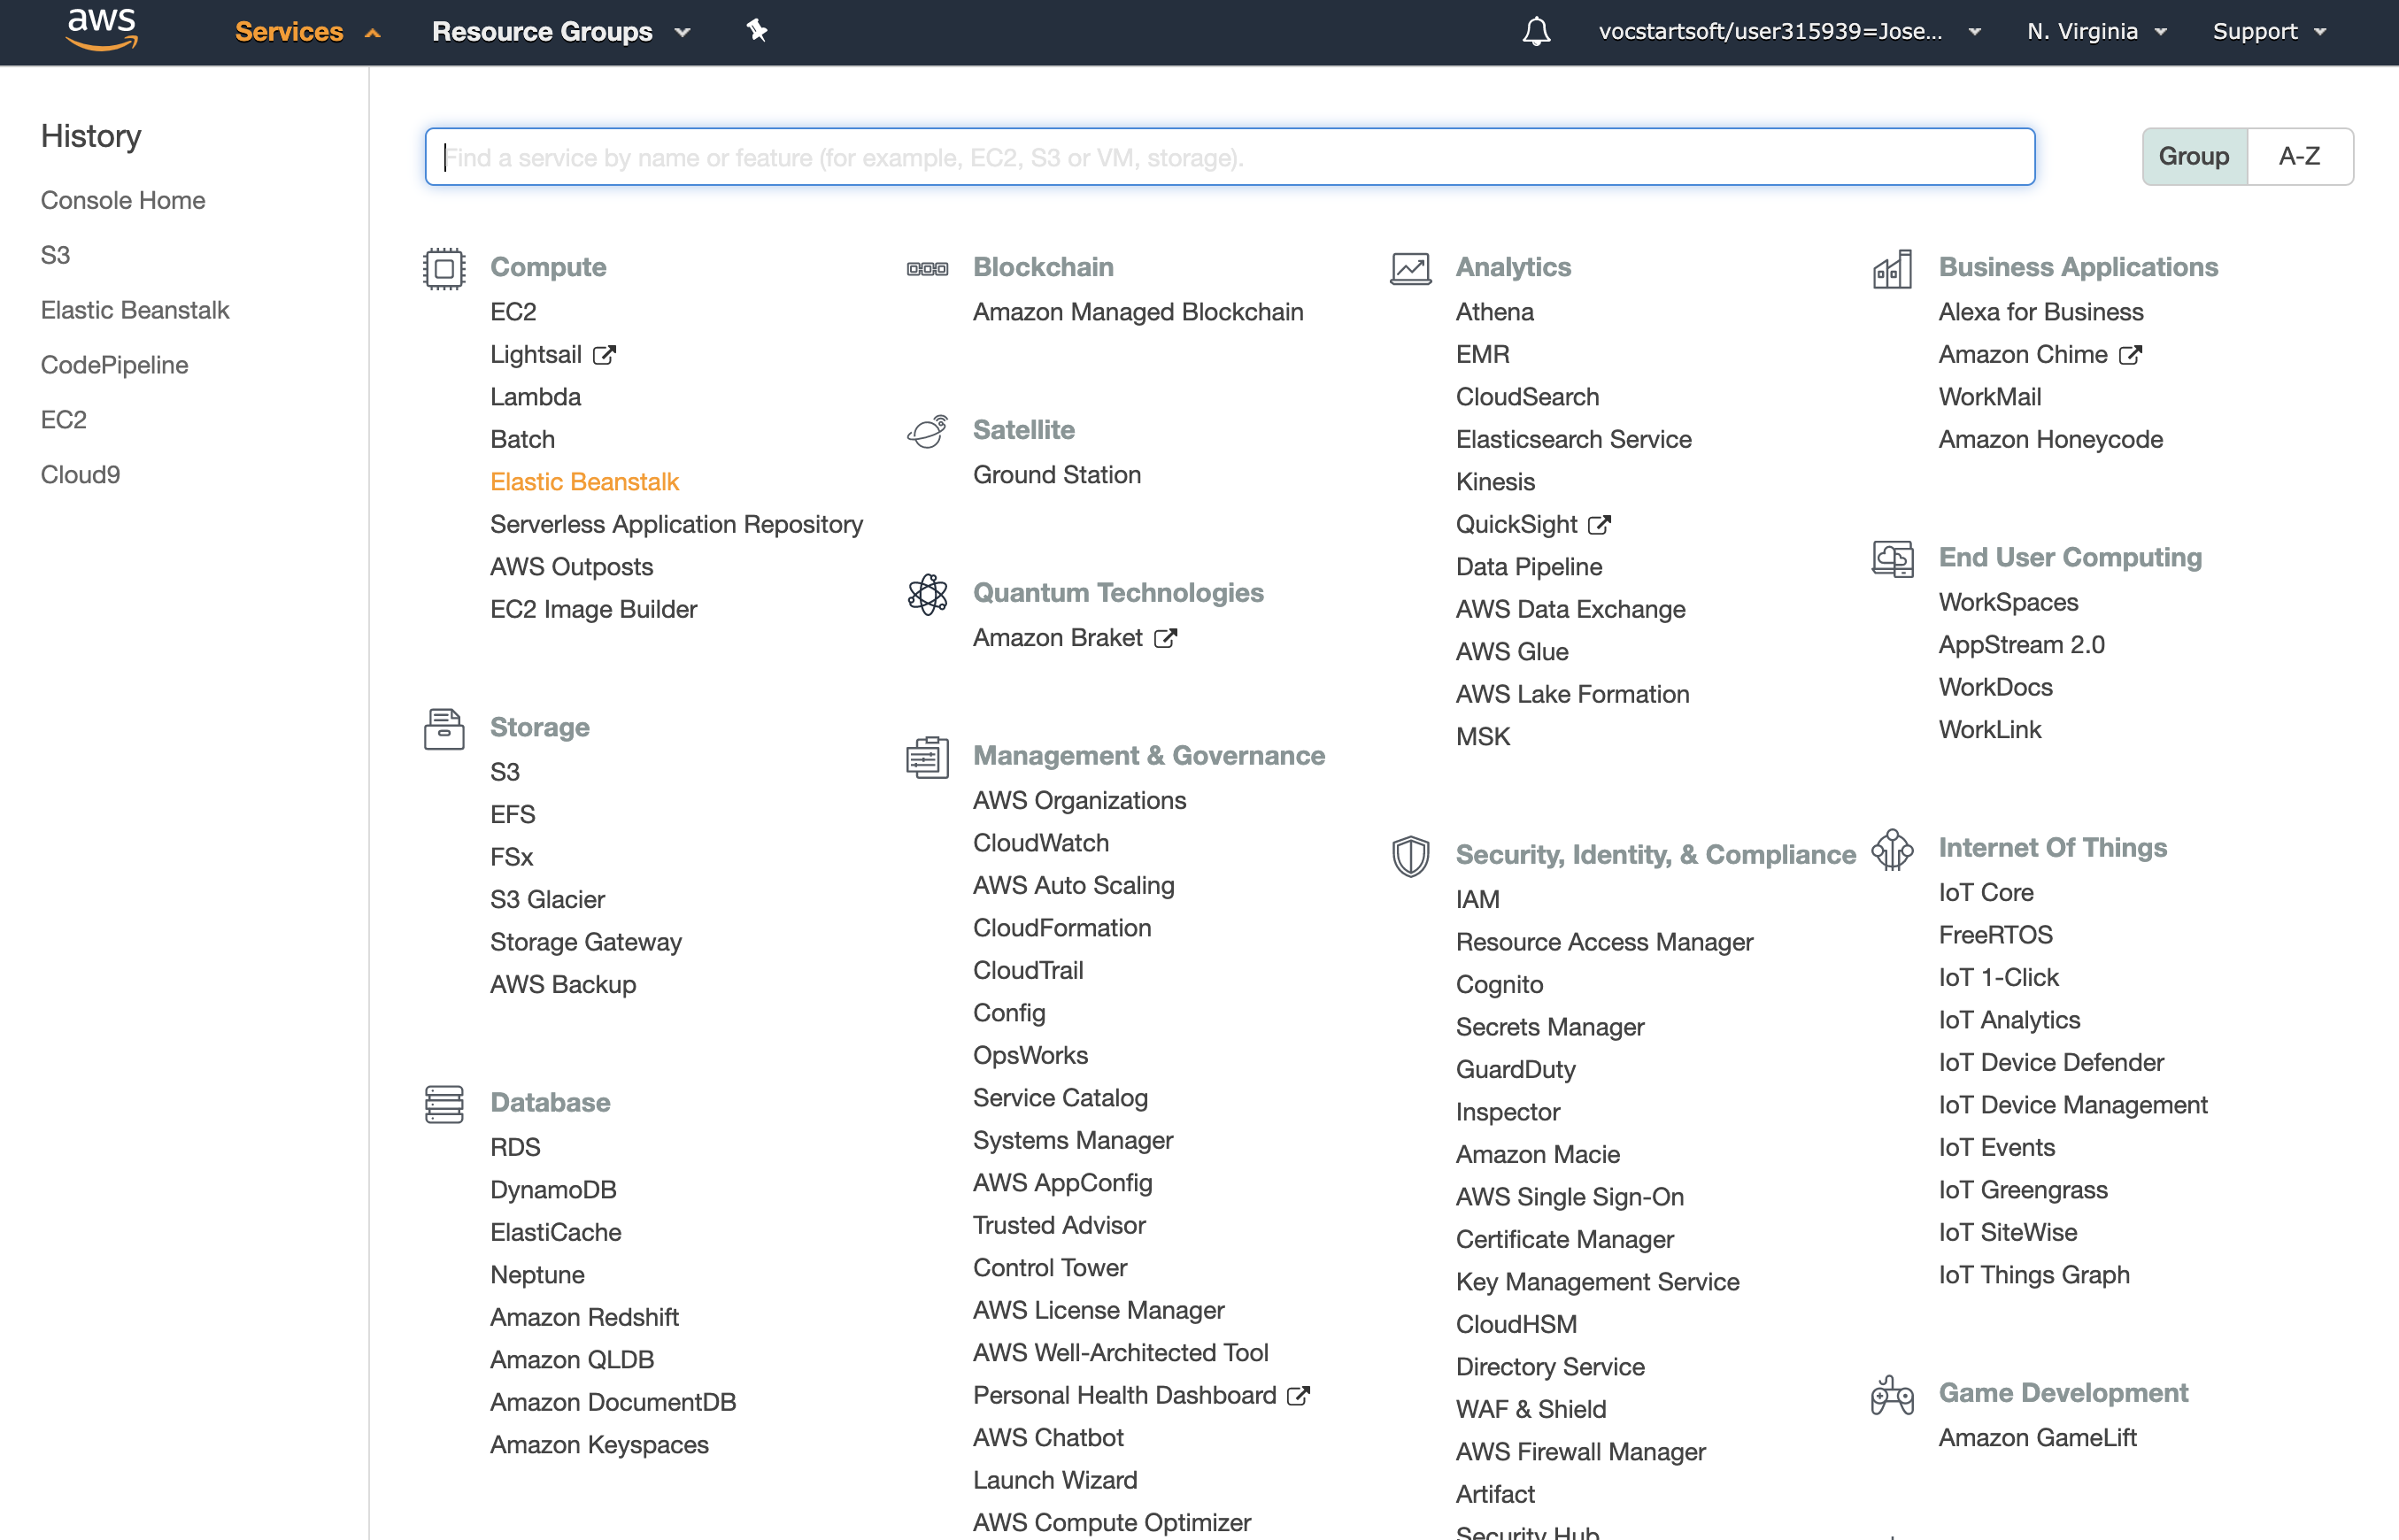 aws
Services
Resource Groups
vocstartsoft/user315939=Jose...
N. Virginia
Support
History
Console Home
S3
Elastic Beanstalk
CodePipeline
EC2
Cloud9
Find a service by name or feature (for example, EC2, S3 or VM, storage).
Group
A-Z
Compute
EC2
Lightsail
Lambda
Batch
Elastic Beanstalk
Serverless Application Repository
AWS Outposts
EC2 Image Builder
Storage
S3
EFS
FSx
S3 Glacier
Storage Gateway
AWS Backup
Database
RDS
DynamoDB
ElastiCache
Neptune
Amazon Redshift
Amazon QLDB
Amazon DocumentDB
Amazon Keyspaces
Blockchain
Amazon Managed Blockchain
Satellite
Ground Station
Quantum Technologies
Amazon Braket
Management & Governance
AWS Organizations
CloudWatch
AWS Auto Scaling
CloudFormation
CloudTrail
Config
OpsWorks
Service Catalog
Systems Manager
AWS AppConfig
Trusted Advisor
Control Tower
AWS License Manager
AWS Well-Architected Tool
Personal Health Dashboard
AWS Chatbot
Launch Wizard
AWS Compute Optimizer
Analytics
Athena
EMR
CloudSearch
Elasticsearch Service
Kinesis
QuickSight
Data Pipeline
AWS Data Exchange
AWS Glue
AWS Lake Formation
MSK
Security, Identity, & Compliance
IAM
Resource Access Manager
Cognito
Secrets Manager
GuardDuty
Inspector
Amazon Macie
AWS Single Sign-On
Certificate Manager
Key Management Service
CloudHSM
Directory Service
WAF & Shield
AWS Firewall Manager
Artifact
Security Hub
Business Applications
Alexa for Business
Amazon Chime
WorkMail
Amazon Honeycode
End User Computing
WorkSpaces
AppStream 2.0
WorkDocs
WorkLink
Internet Of Things
IoT Core
FreeRTOS
IoT 1-Click
IoT Analytics
IoT Device Defender
IoT Device Management
IoT Events
IoT Greengrass
IoT SiteWise
IoT Things Graph
Game Development
Amazon GameLift